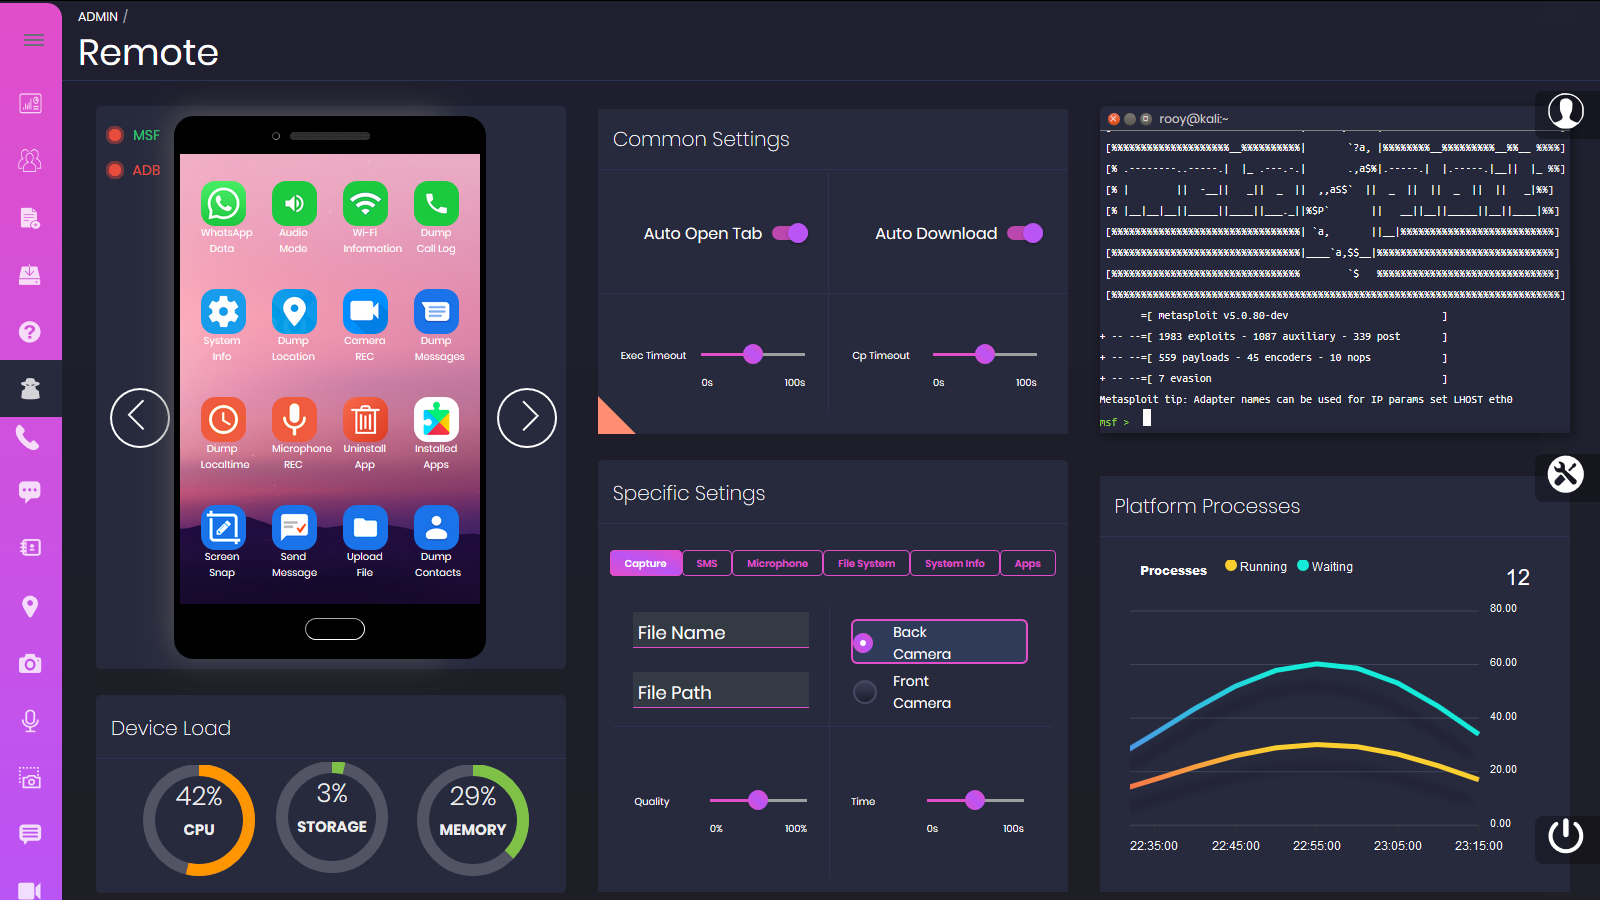 ADMIN /
Remote
MSF
ADB
WhatsApp Data
Audio Mode
Wi-Fi Information
Dump Call Log
System Info
Dump Location
Camera REC
Dump Messages
Dump Localtime
Microphone REC
Uninstall App
Installed Apps
Screen Snap
Send Message
Upload File
Dump Contacts
Device Load
42%
CPU
3%
STORAGE
29%
MEMORY
Common Settings
Auto Open Tab
Auto Download
Exec Timeout
0s 100s
Cp Timeout
0s 100s
Specific Setings
Capture SMS Microphone File System System Info Apps
File Name
File Path
Back Camera
Front Camera
Quality
0% 100%
Time
0s 100s
rooy@kali:~
=[ metasploit v5.0.80-dev ]
+ -- --=[ 1983 exploits - 1087 auxiliary - 339 post ]
+ -- --=[ 559 payloads - 45 encoders - 10 nops ]
+ -- --=[ 7 evasion ]
Metasploit tip: Adapter names can be used for IP params set LHOST eth0
msf >
Platform Processes
Processes Running Waiting
12
80.00
60.00
40.00
20.00
0.00
22:35:00 22:45:00 22:55:00 23:05:00 23:15:00